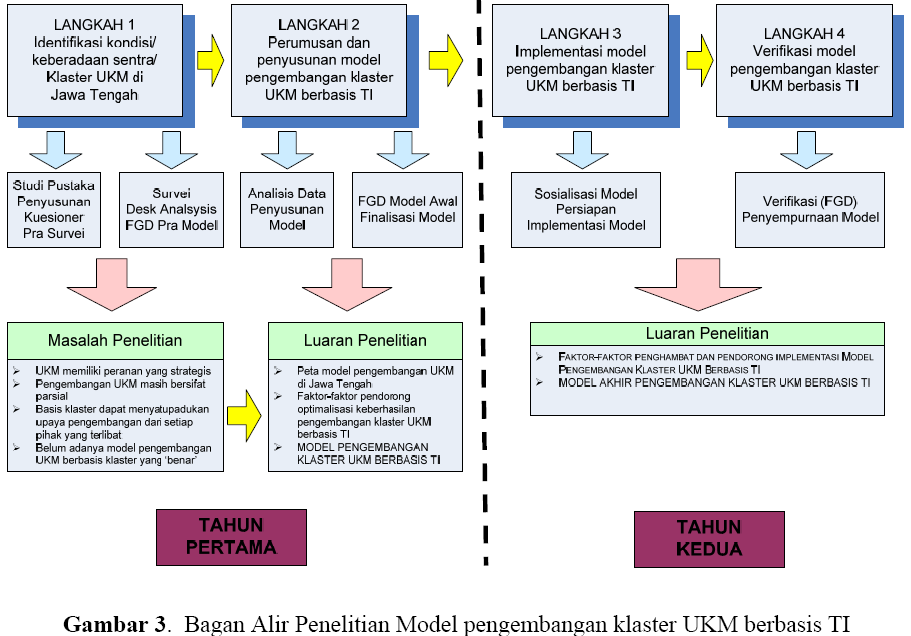 LANGKAH 1
Identifikasi kondisi/
keberadaan sentra/
Klaster UKM di
Jawa Tengah
LANGKAH 2
Perumusan dan
penyusunan model
pengembangan klaster
UKM berbasis TI
LANGKAH 3
Implementasi model
pengembangan klaster
UKM berbasis TI
LANGKAH 4
Verifikasi model
pengembangan klaster
UKM berbasis TI
Studi Pustaka
Penyusunan
Kuesioner
Pra Survei
Survei
Desk Analsysis
FGD Pra Model
Analisis Data
Penyusunan
Model
FGD Model Awal
Finalisasi Model
Sosialisasi Model
Persiapan
Implementasi Model
Verifikasi (FGD)
Penyempurnaan Model
Masalah Penelitian
➢ UKM memiliki peranan yang strategis
➢ Pengembangan UKM masih bersifat
parsial
➢ Basis klaster dapat menyatupadukan
upaya pengembangan dari setiap
pihak yang terlibat
➢ Belum adanya model pengembangan
UKM berbasis klaster yang 'benar'
Luaran Penelitian
➢ Peta model pengembangan UKM
di Jawa Tengah
➢ Faktor-faktor pendorong
optimalisasi keberhasilan
pengembangan klaster UKM
berbasis TI
➢ MODEL PENGEMBANGAN
KLASTER UKM BERBASIS TI
Luaran Penelitian
➢ FAKTOR-FAKTOR PENGHAMBAT DAN PENDORONG IMPLEMENTASI MODEL
PENGEMBANGAN KLASTER UKM BERBASIS TI
➢ MODEL AKHIR PENGEMBANGAN KLASTER UKM BERBASIS TI
TAHUN
PERTAMA
TAHUN
KEDUA
Gambar 3. Bagan Alir Penelitian Model pengembangan klaster UKM berbasis TI